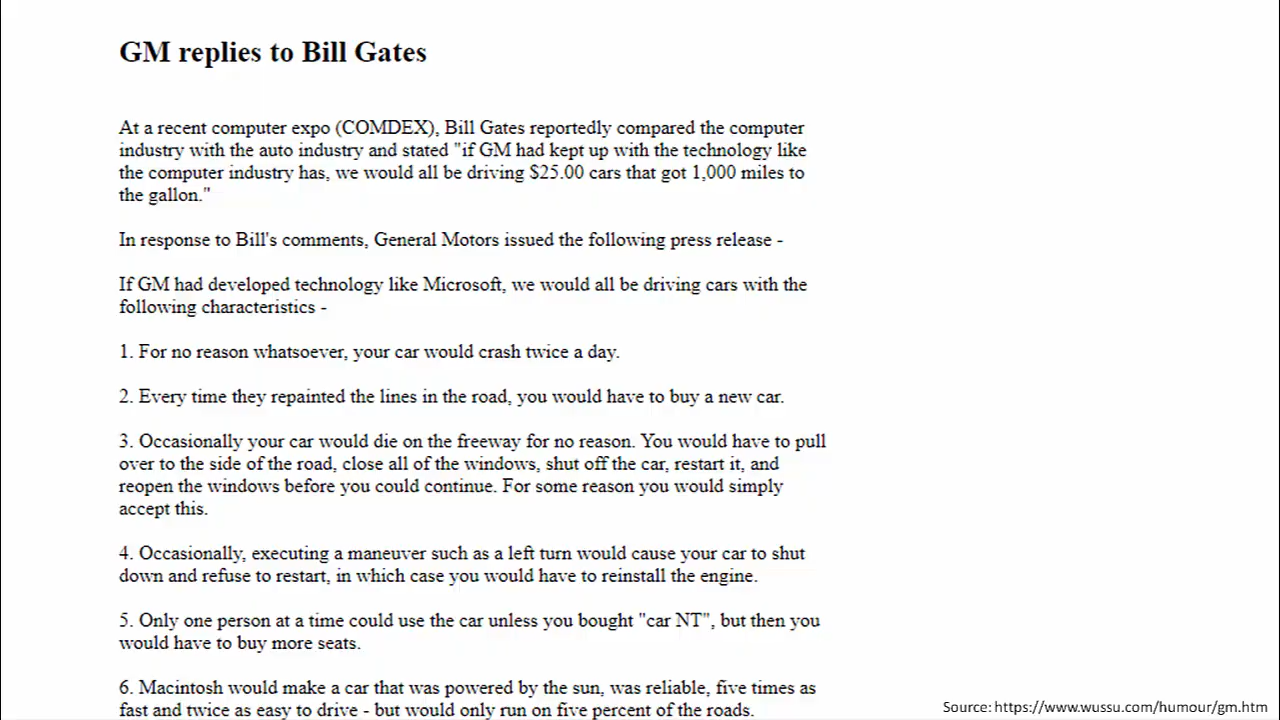 GM replies to Bill Gates
At a recent computer expo (COMDEX), Bill Gates reportedly compared the computer
industry with the auto industry and stated "if GM had kept up with the technology like
the computer industry has, we would all be driving $25.00 cars that got 1,000 miles to
the gallon."
In response to Bill's comments, General Motors issued the following press release -
If GM had developed technology like Microsoft, we would all be driving cars with the
following characteristics -
1. For no reason whatsoever, your car would crash twice a day.
2. Every time they repainted the lines in the road, you would have to buy a new car.
3. Occasionally your car would die on the freeway for no reason. You would have to pull
over to the side of the road, close all of the windows, shut off the car, restart it, and
reopen the windows before you could continue. For some reason you would simply
accept this.
4. Occasionally, executing a maneuver such as a left turn would cause your car to shut
down and refuse to restart, in which case you would have to reinstall the engine.
5. Only one person at a time could use the car unless you bought "car NT", but then you
would have to buy more seats.
6. Macintosh would make a car that was powered by the sun, was reliable, five times as
fast and twice as easy to drive - but would only run on five percent of the roads.
Source: https://www.wussu.com/humour/gm.htm